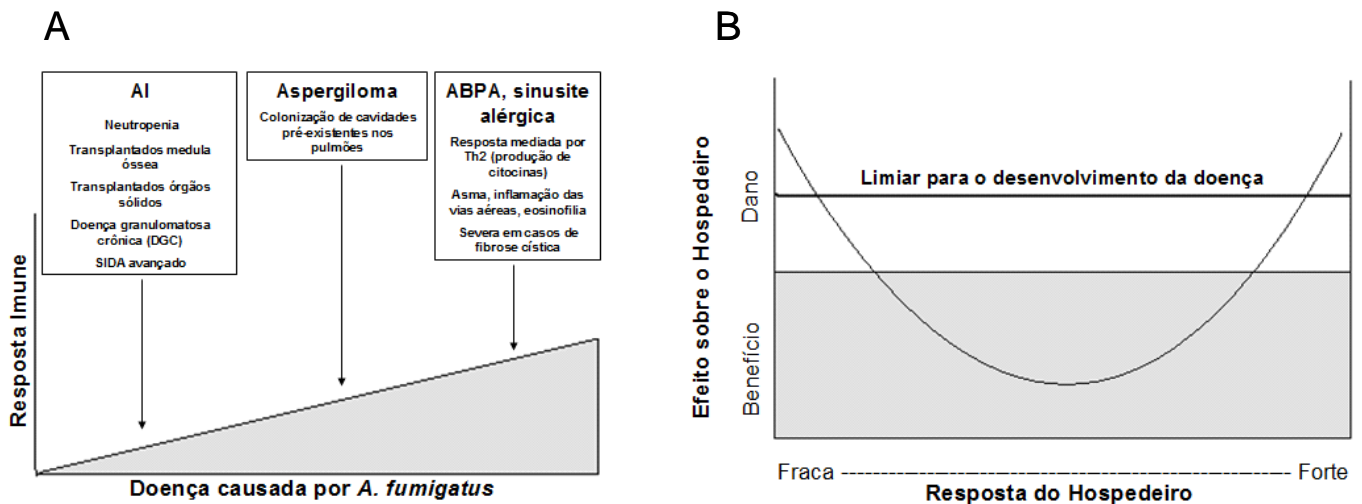 A
AI
Neutropenia
Transplantados medula
óssea
Transplantados órgãos
sólidos
Doença granulomatosa
crônica (DGC)
SIDA avançado
Aspergiloma
Colonização de cavidades
pré-existentes nos
pulmões
ABPA, sinusite
alérgica
Resposta mediada por
Th2 (produção de
citocinas)
Asma, inflamação das
vias aéreas, eosinofilia
Severa em casos de
fibrose cística
Resposta Imune
Doença causada por A. fumigatus
B
Limiar para o desenvolvimento da doença
Efeito sobre o Hospedeiro
Dano
Benefício
Fraca ---------------------------------------------------------------- Forte
Resposta do Hospedeiro